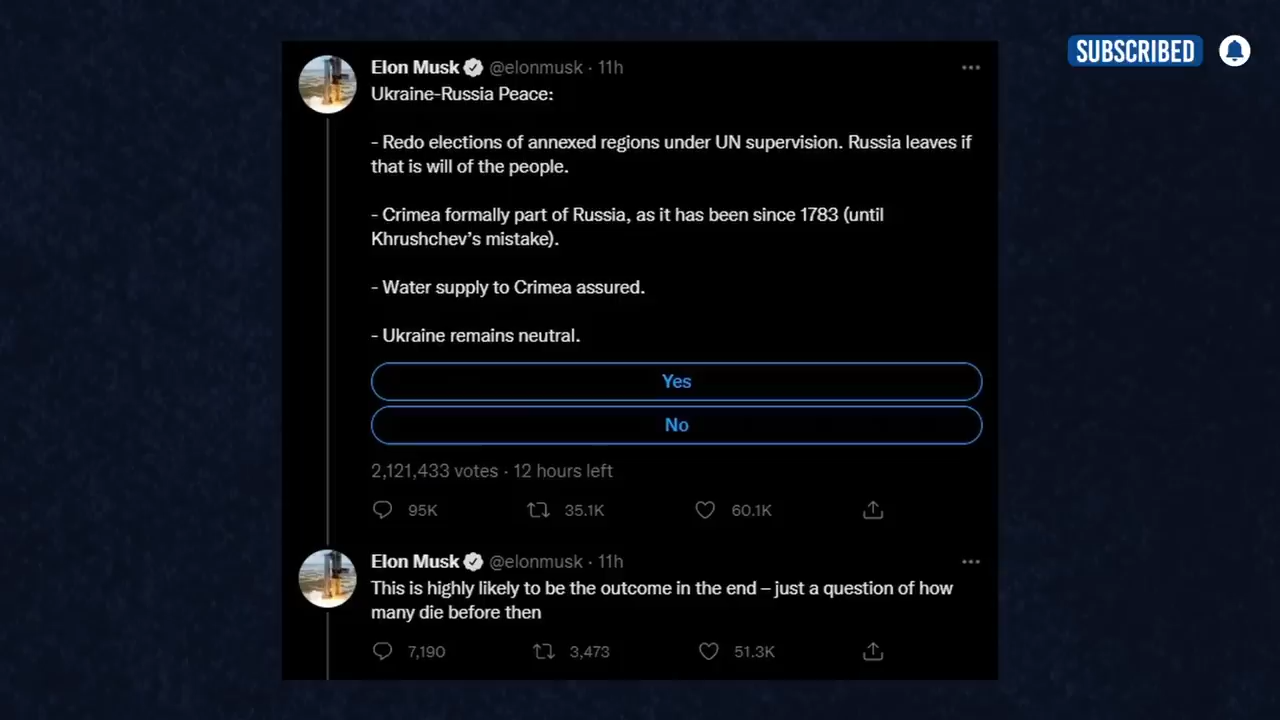 SUBSCRIBED
Elon Musk @elonmusk · 11h
Ukraine-Russia Peace:
- Redo elections of annexed regions under UN supervision. Russia leaves if
that is will of the people.
- Crimea formally part of Russia, as it has been since 1783 (until
Khrushchev’s mistake).
- Water supply to Crimea assured.
- Ukraine remains neutral.
Yes
No
2,121,433 votes · 12 hours left
95K 35.1K 60.1K
Elon Musk @elonmusk · 11h
This is highly likely to be the outcome in the end – just a question of how
many die before then
7,190 3,473 51.3K